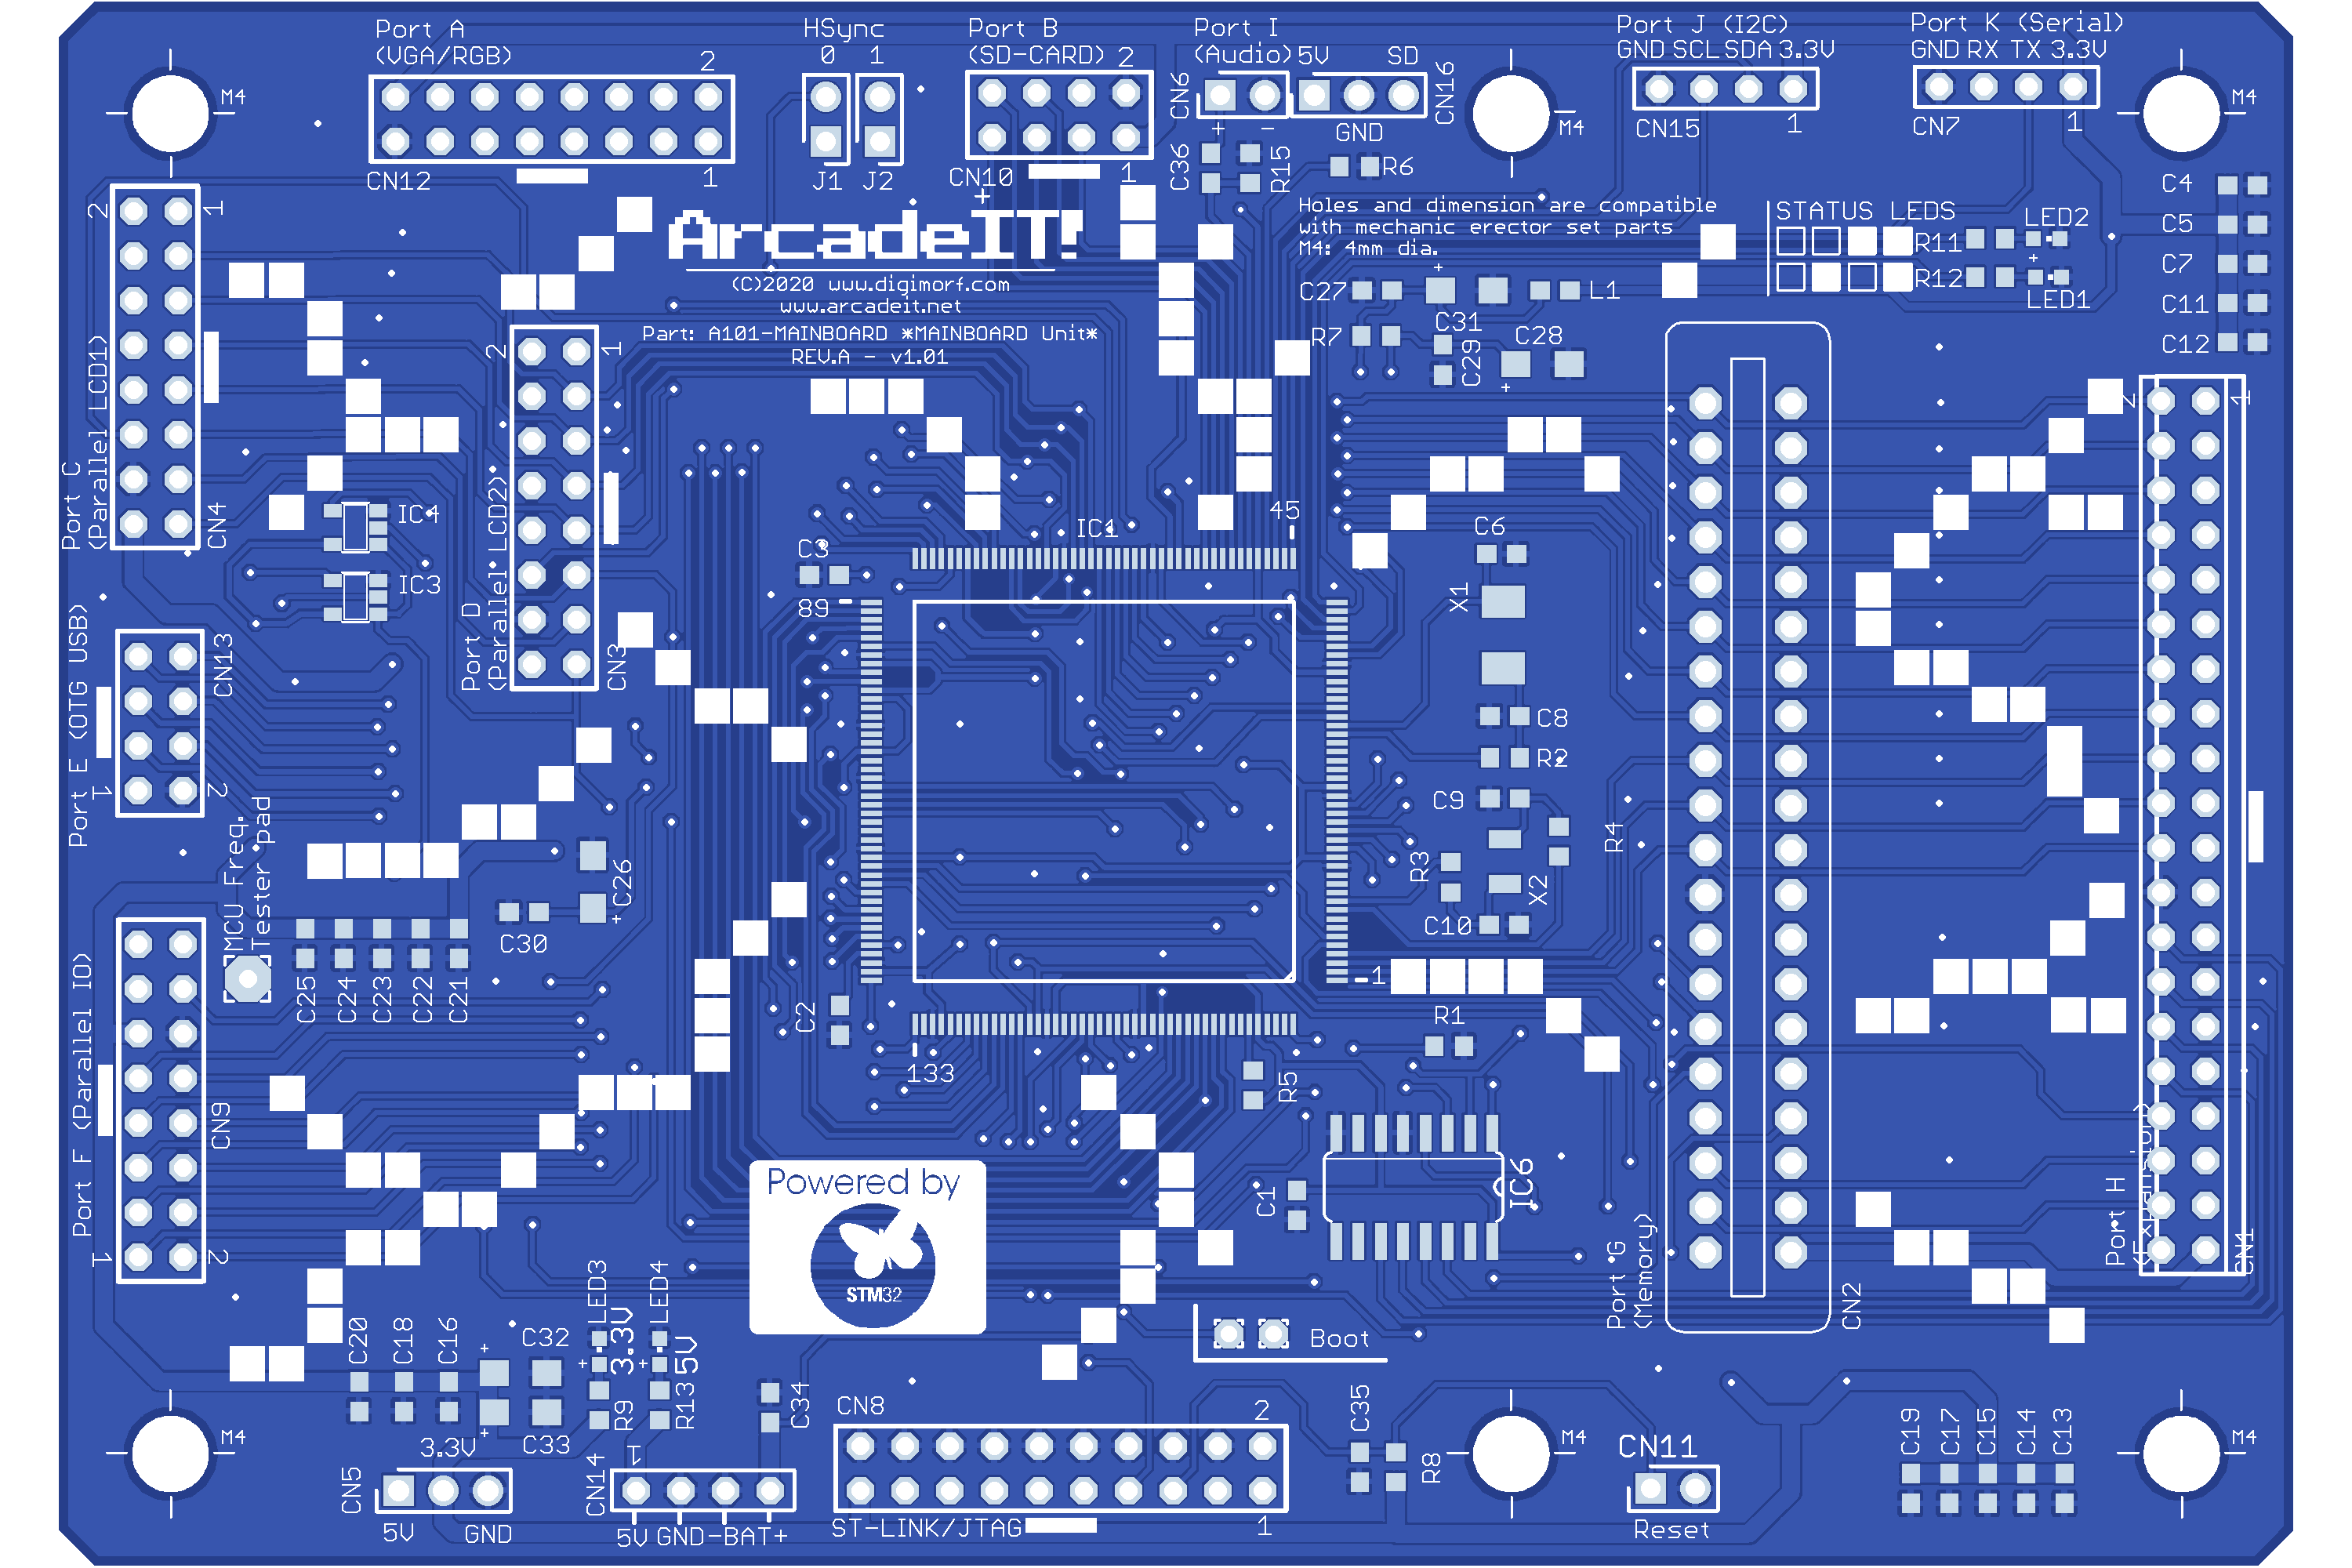 Port A
(VGA/RGB)
2
CN12
1
HSync
0 1
J1 J2
Port B
(SD-CARD)
2
CN10
1
+
Port I
(Audio)
5V SD
CN6
CN16
+ -
GND
C36
R15
R6
M4
M4
M4
Port J (I2C)
GND SCL SDA 3.3V
CN15
1
Port K (Serial)
GND RX TX 3.3V
CN7
1
ArcadeIT!
(C)2020 www.digimorf.com
www.arcadeit.net
Part: A101-MAINBOARD *MAINBOARD Unit*
REV.A - v1.01
Holes and dimension are compatible
with mechanic erector set parts
M4: 4mm dia.
STATUS LEDS
R11
LED2
R12
+
LED1
C4
C5
C7
C11
C12
C27
+
L1
C31
R7
C29
C28
+
2
1
Port C
(Parallel LCD1)
CN4
2
1
Port D
(Parallel LCD2)
CN3
IC4
IC3
C3
IC1
45
89
133
1
C6
X1
C8
R2
C9
R3
X2
C10
R4
R1
R5
C2
Port E (OTG USB)
CN13
1
2
MCU Freq.
Tester pad
C26
+
C30
C25
C24
C23
C22
C21
Port F (Parallel IO)
CN9
1
2
Powered by
STM32
C1
IC6
Boot
Port G
(Memory)
CN2
2
1
Port H
(Expansion)
CN1
C20
C18
C16
+
C32
+
C33
LED3
3.3V
+
R9
LED4
5V
+
R13
C34
CN5
3.3V
5V
GND
CN14
1
5V GND-BAT+
CN8
2
ST-LINK/JTAG
1
C35
R8
M4
M4
M4
CN11
Reset
C19
C17
C15
C14
C13